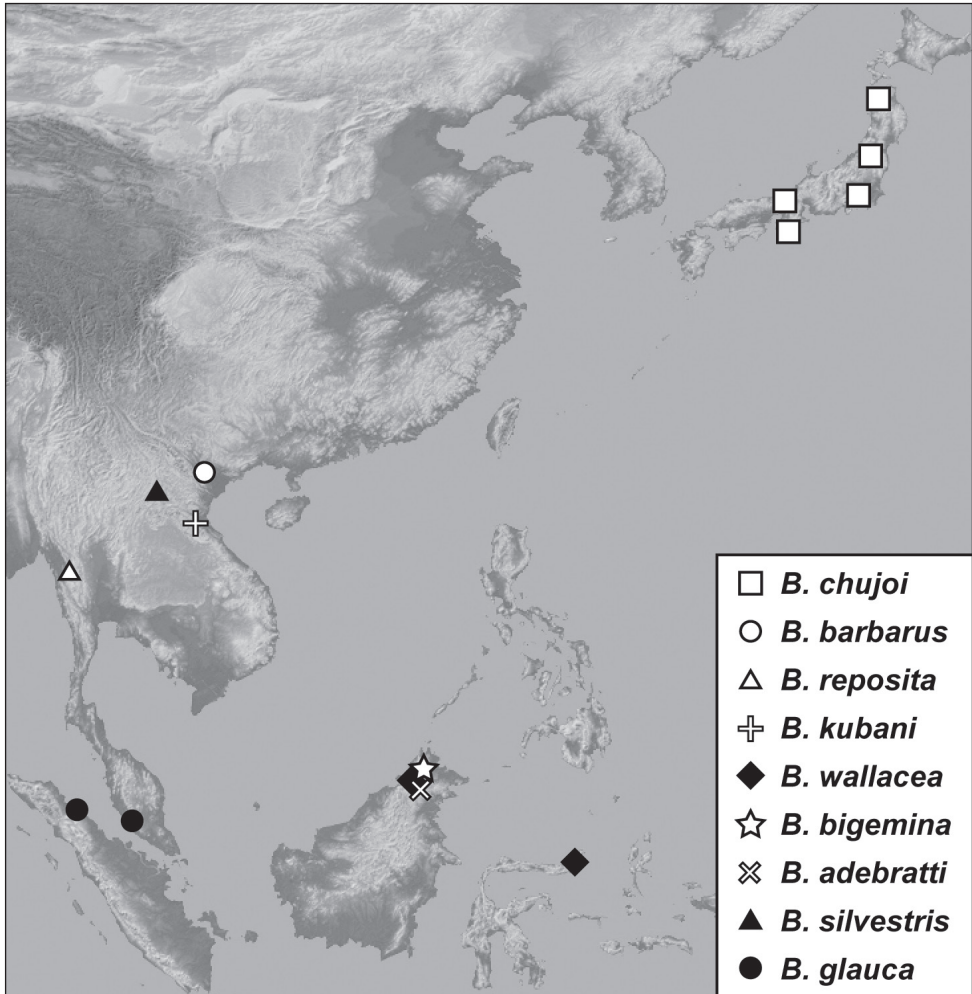 B. chujoi
B. barbarus
B. reposita
B. kubani
B. wallacea
B. bigemina
B. adebratti
B. silvestris
B. glauca